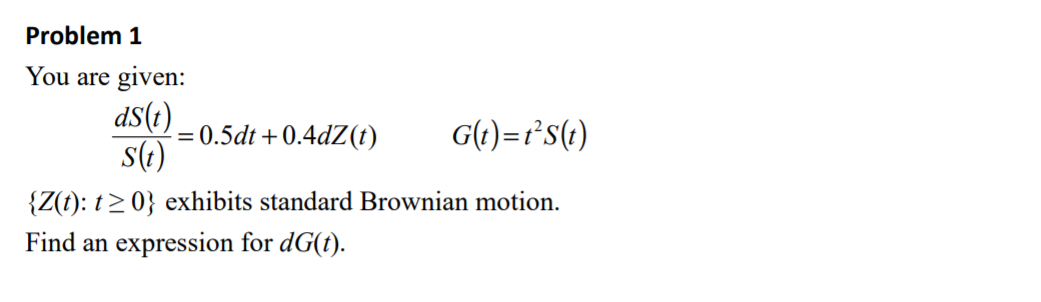 Problem 1
You are given:
dS(t)/S(t) = 0.5dt + 0.4dZ(t) G(t) = t²S(t)
{Z(t): t ≥ 0} exhibits standard Brownian motion.
Find an expression for dG(t).